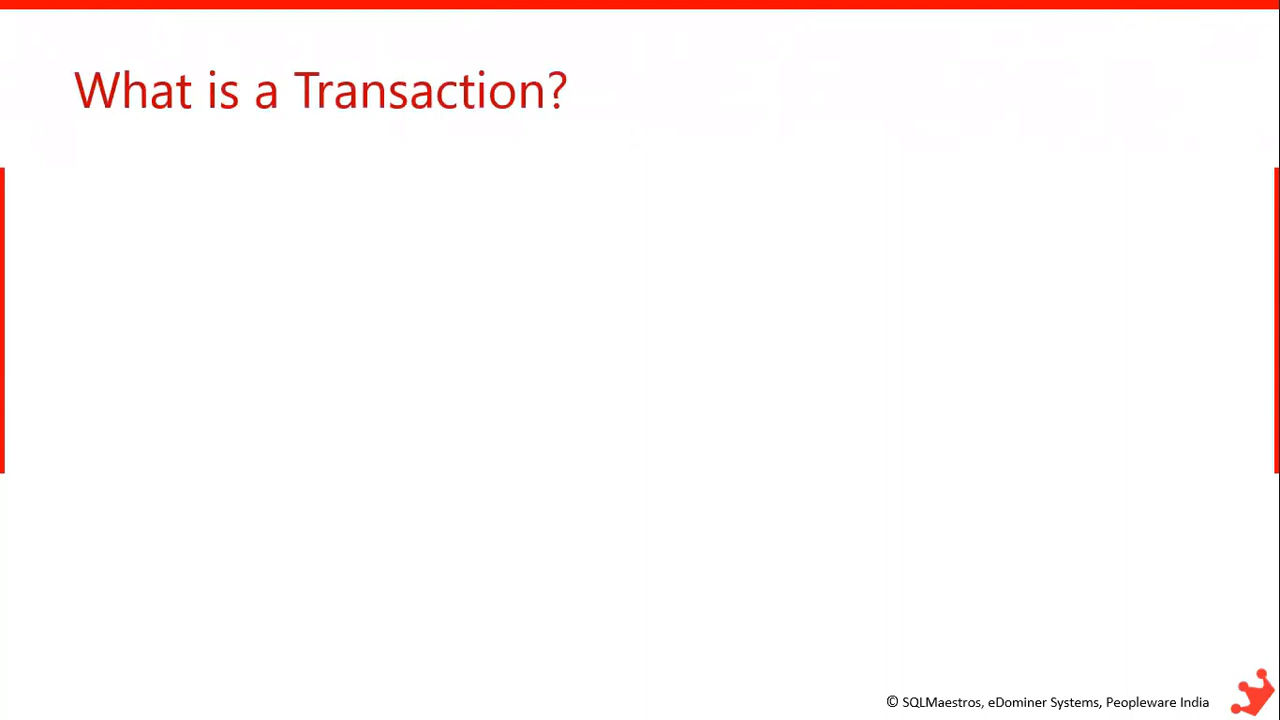 What is a Transaction?
© SQLMaestros, eDominer Systems, Peopleware India